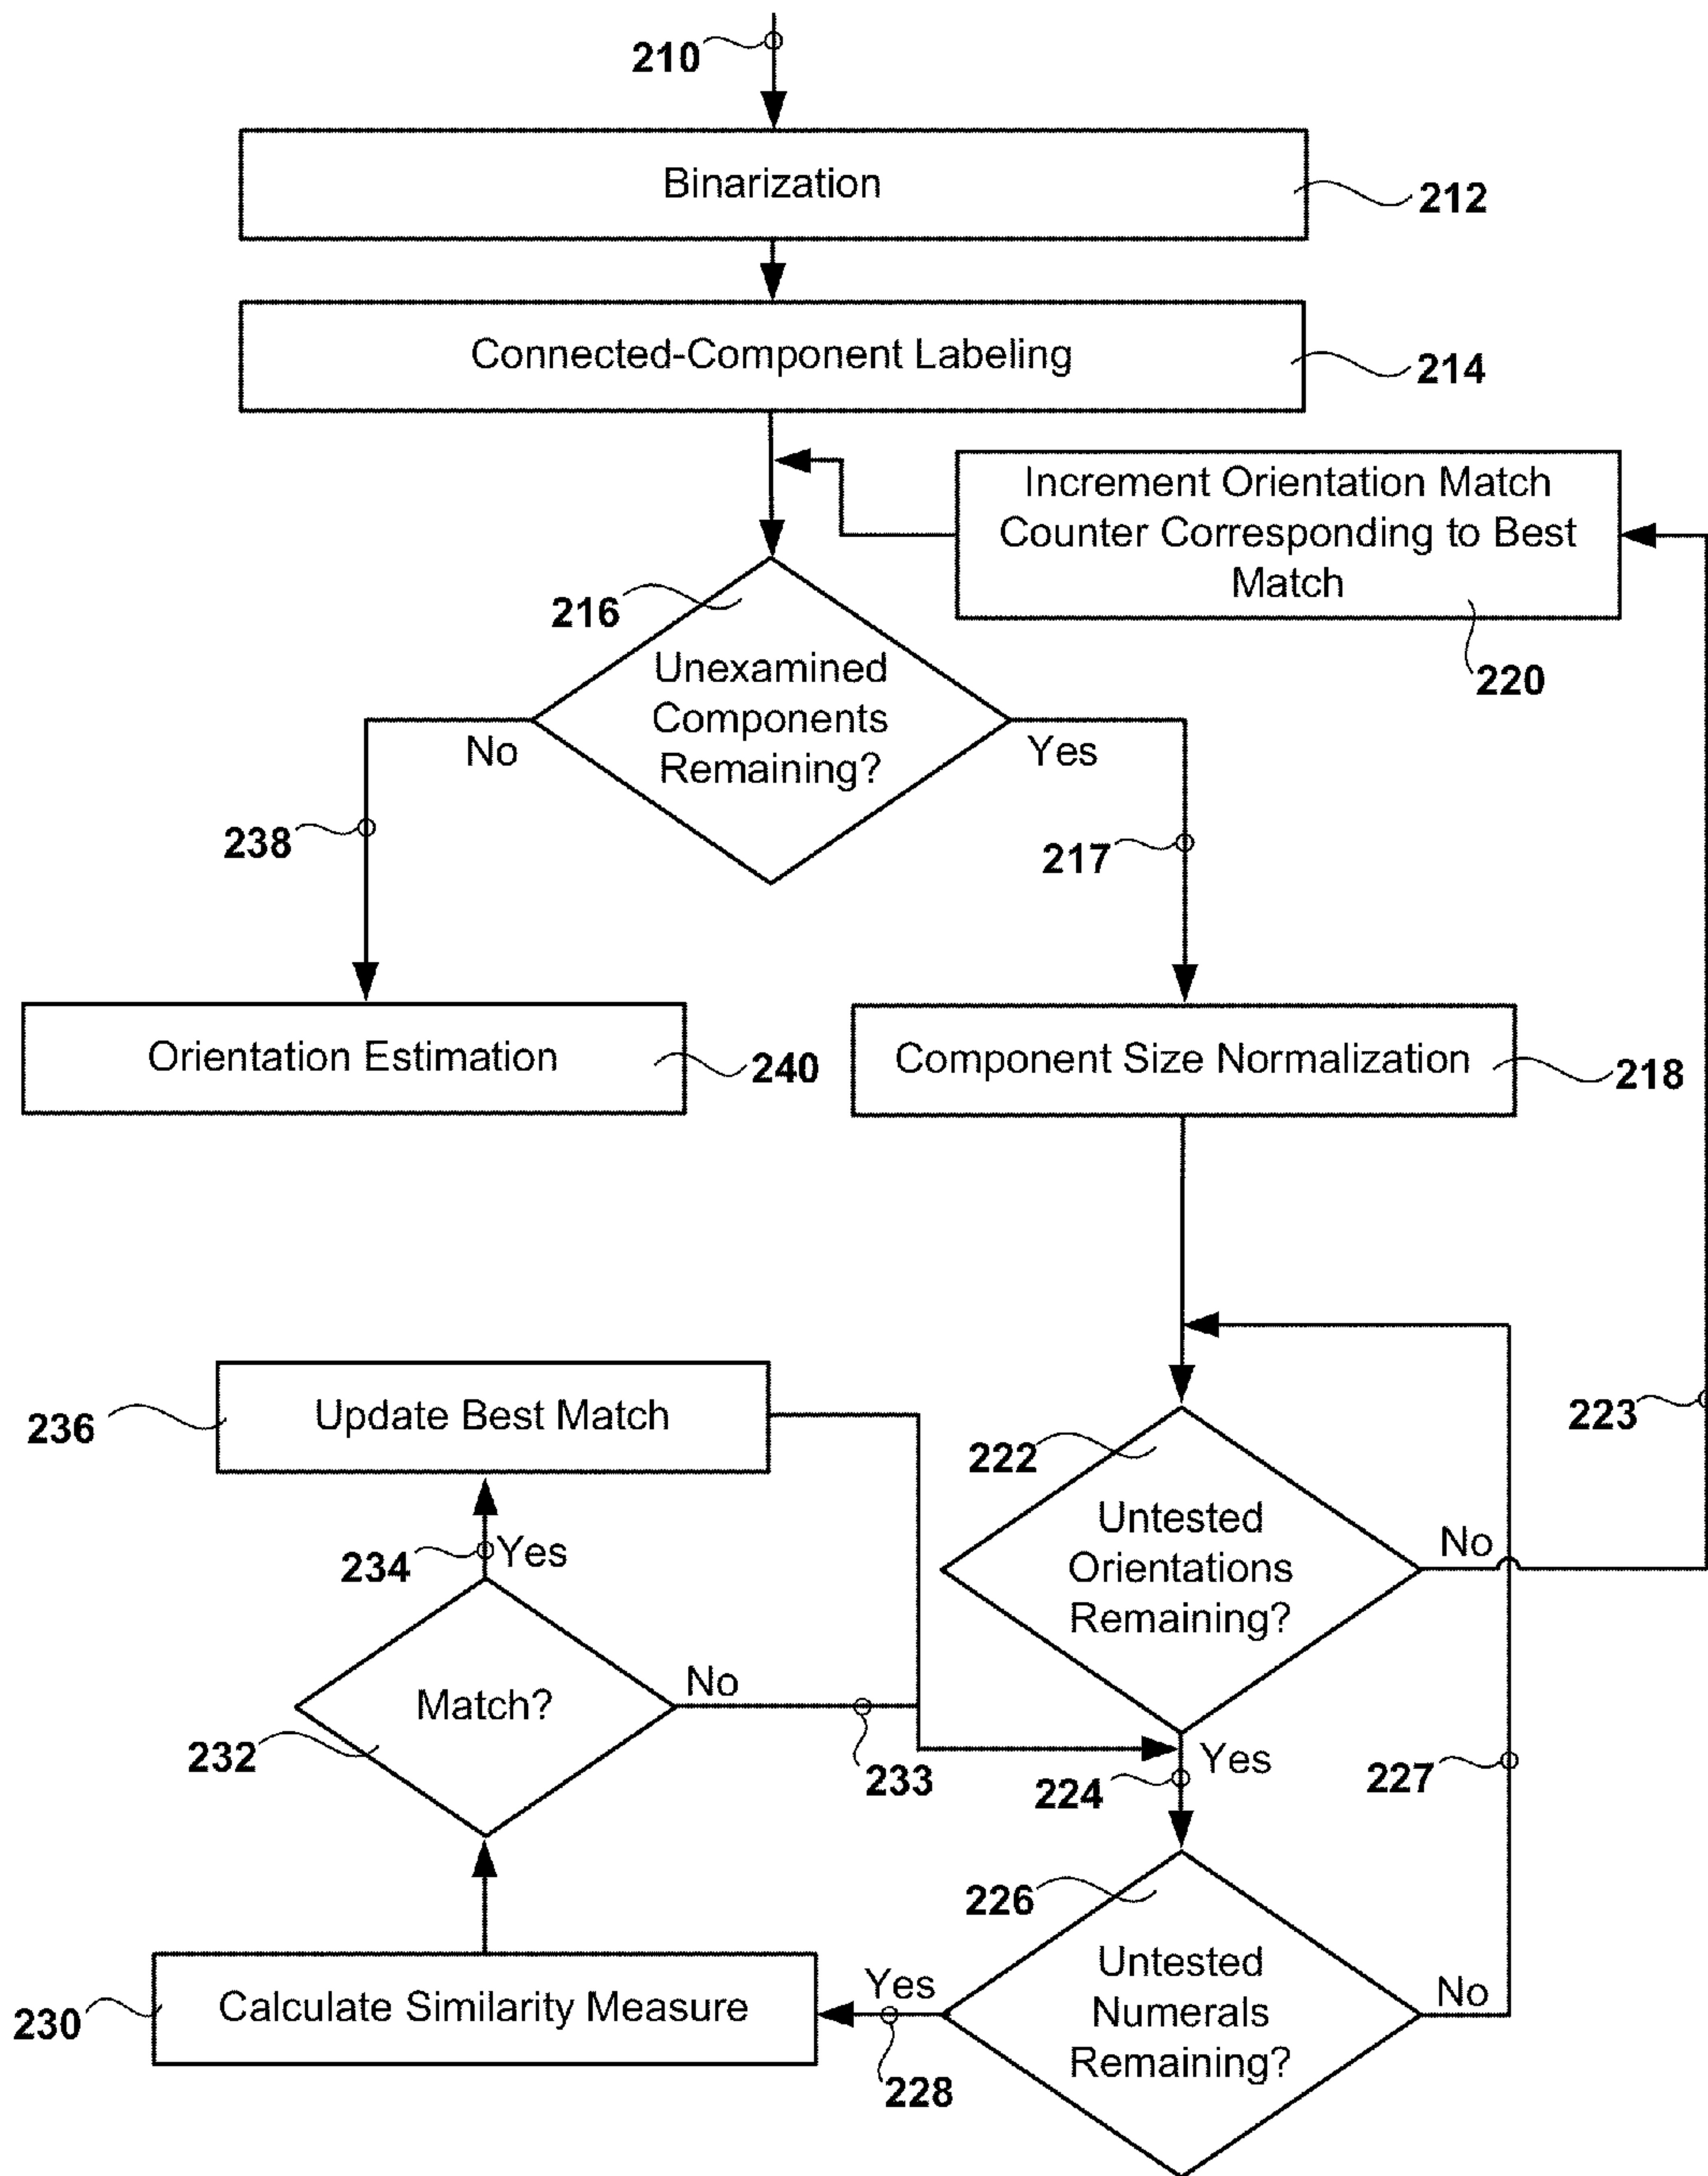 210
Binarization
212
Connected-Component Labeling
214
Increment Orientation Match
Counter Corresponding to Best
Match
220
216
Unexamined
Components
Remaining?
No
Yes
238
217
Orientation Estimation
240
Component Size Normalization
218
Update Best Match
236
223
222
Untested
Orientations
Remaining?
No
234
Yes
Match?
No
232
233
Yes
224
227
226
Untested
Numerals
Remaining?
Yes
No
Calculate Similarity Measure
230
228